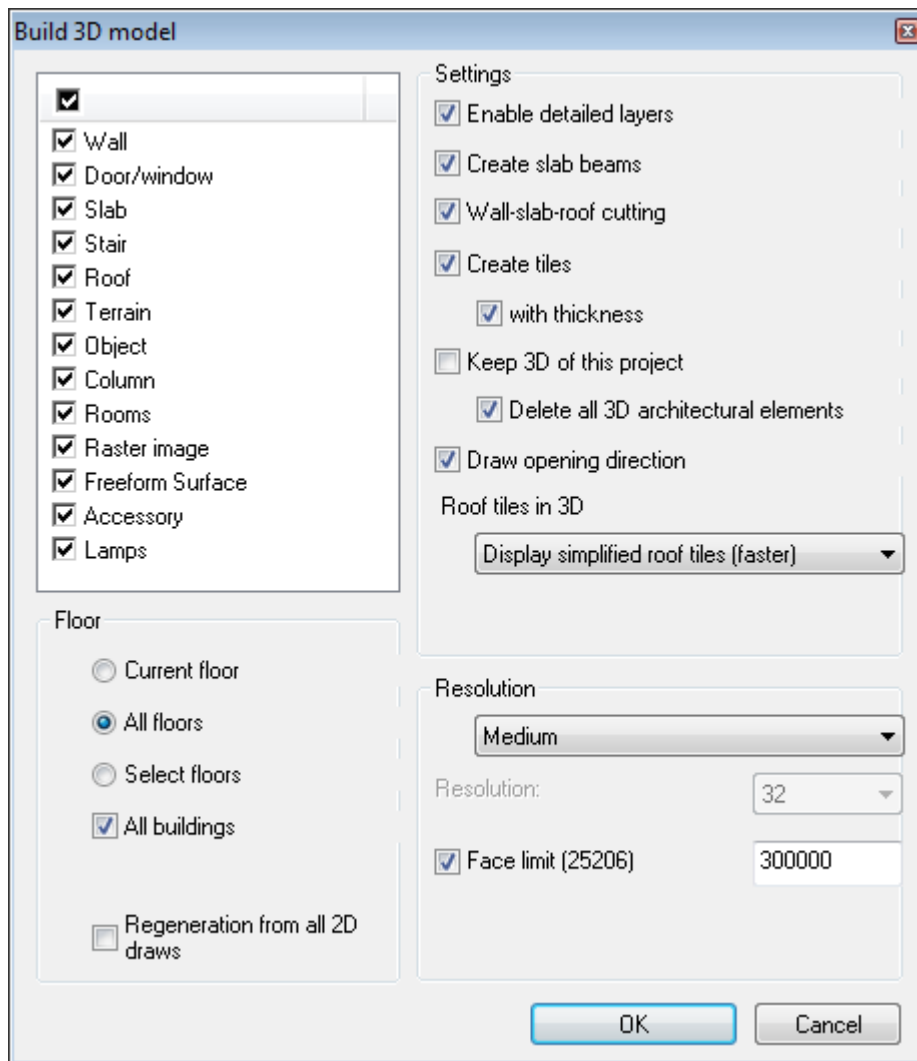 Build 3D model
Wall
Door/window
Slab
Stair
Roof
Terrain
Object
Column
Rooms
Raster image
Freeform Surface
Accessory
Lamps
Settings
Enable detailed layers
Create slab beams
Wall-slab-roof cutting
Create tiles
with thickness
Keep 3D of this project
Delete all 3D architectural elements
Draw opening direction
Roof tiles in 3D
Display simplified roof tiles (faster)
Floor
Current floor
All floors
Select floors
All buildings
Regeneration from all 2D
draws
Resolution
Medium
Resolution:
32
Face limit (25206)
300000
OK
Cancel